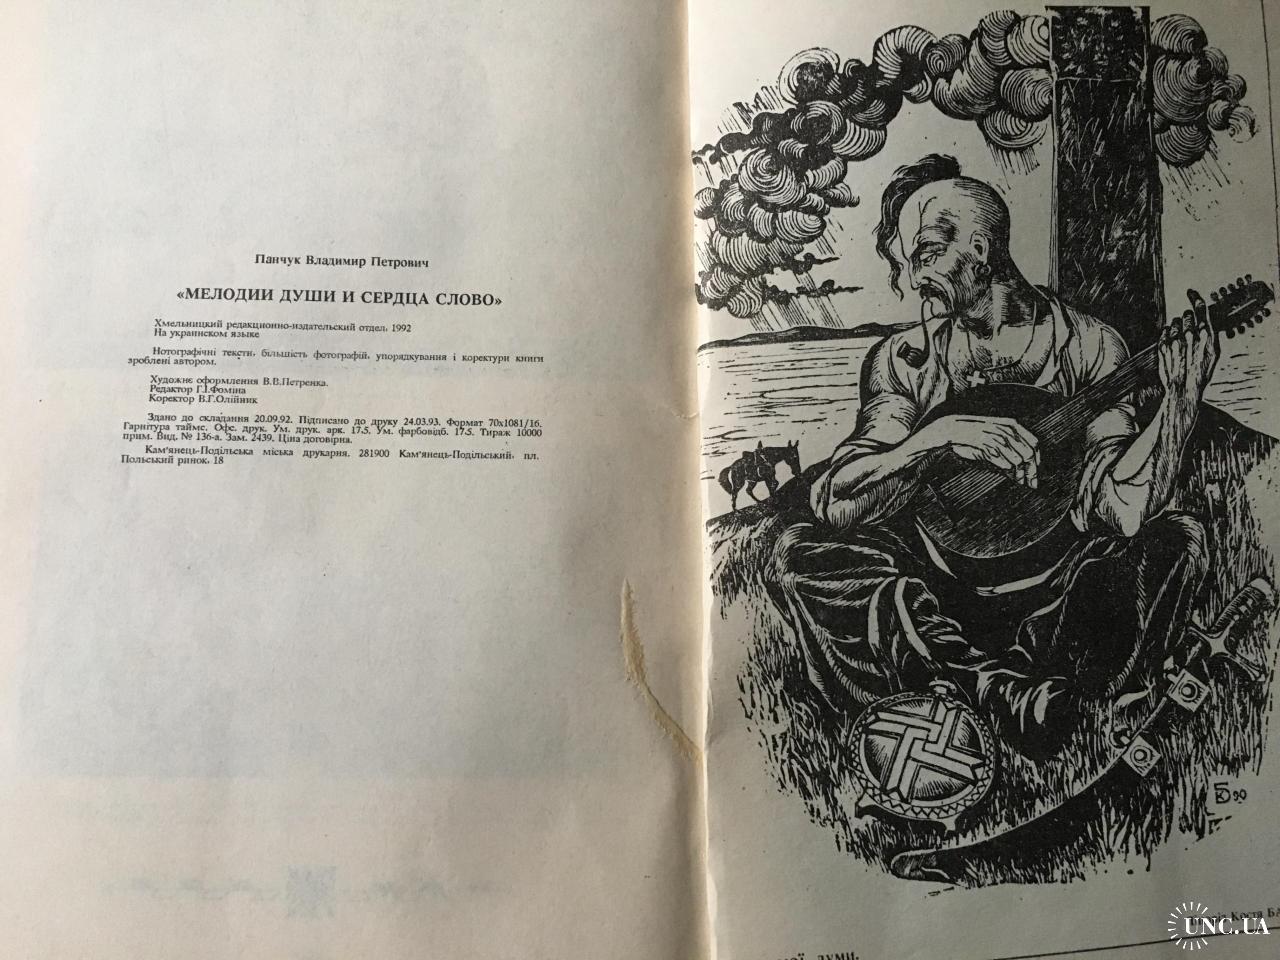 Панчук Владимир Петрович
«МЕЛОДИИ ДУШИ И СЕРДЦА СЛОВО»
Хмельницкий редакционно-издательский отдел, 1992
На украинском языке
Нотографічні тексти, більшість фотографій, упорядкування і коректури книги
зроблені автором.
Художнє оформлення В.В.Петренка.
Редактор Г.І.Фоміна
Коректор В.Г.Олійник
Здано до складання 20.09.92. Підписано до друку 24.03.93. Формат 70х1081/16.
Гарнітура таймс. Офс. друк. Ум. друк. арк. 17.5. Ум. фарбовідб. 17.5. Тираж 10000
прим. Вид. № 136-а. Зам. 2439. Ціна договірна.
Кам'янець-Подільська міська друкарня. 281900 Кам'янець-Подільський, пл.
Польський ринок, 18
90
Костя
думи.
UNC.UA